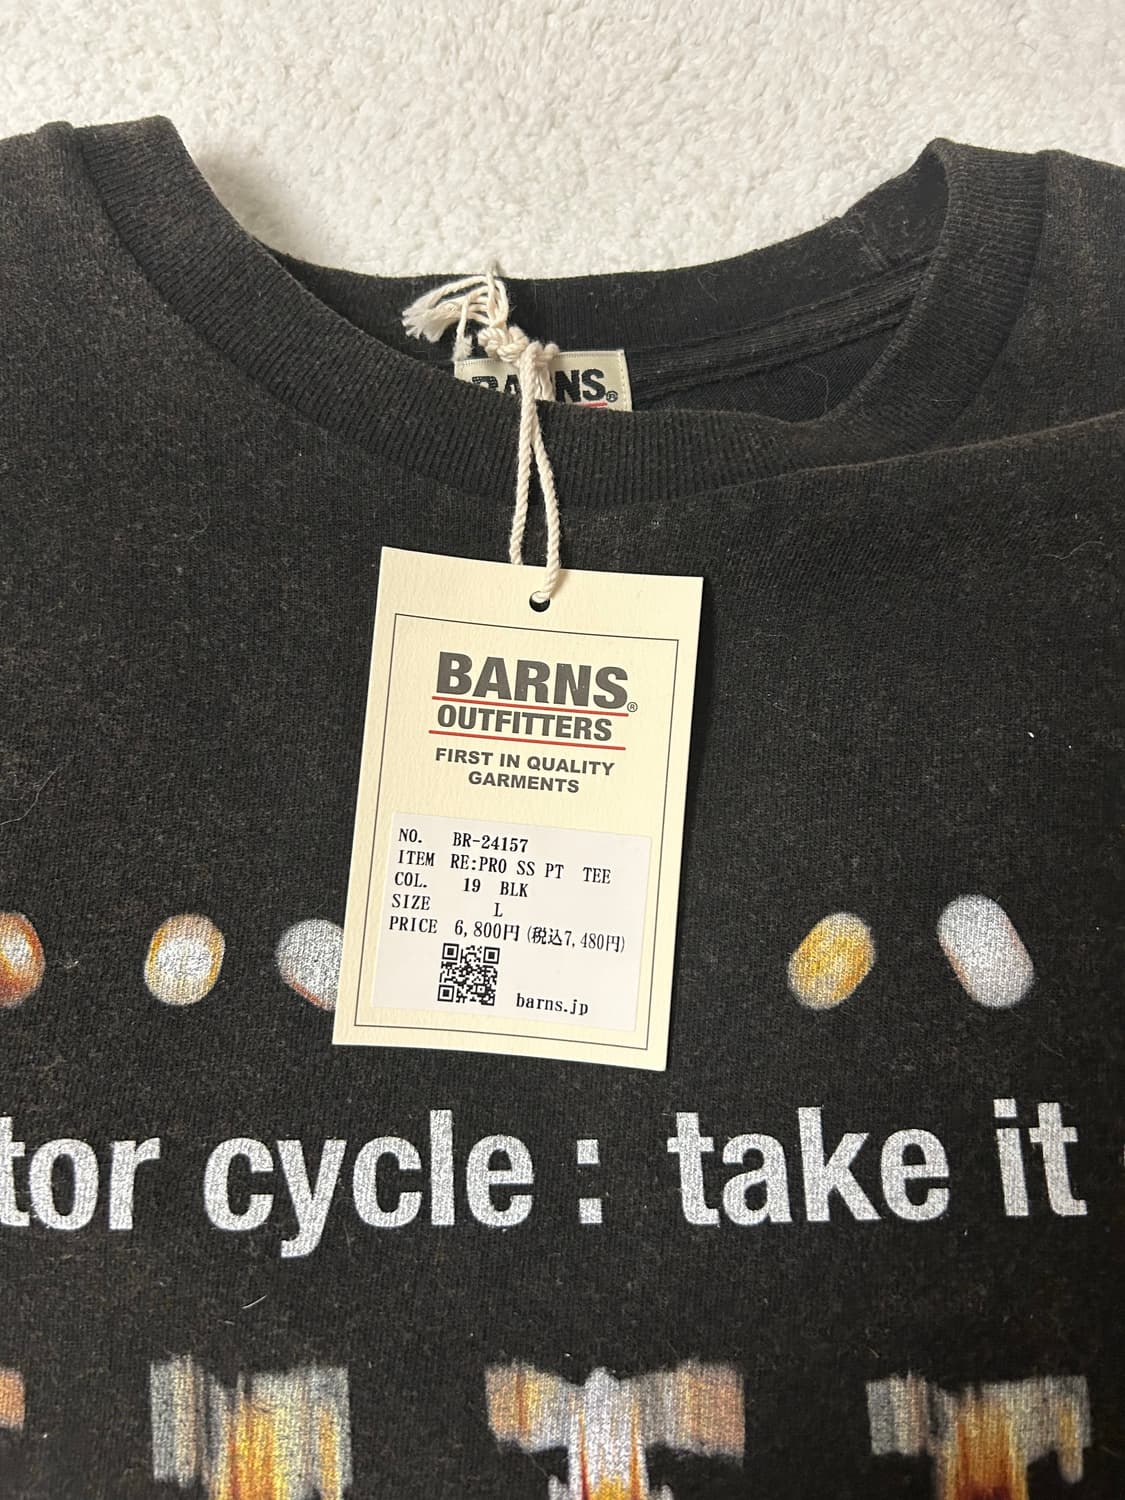 BARNS®
BARNS®
OUTFITTERS
FIRST IN QUALITY
GARMENTS
NO. BR-24157
ITEM RE:PRO SS PT TEE
COL. 19 BLK
SIZE L
PRICE 6,800円 (税込7,480円)
barns.jp
tor cycle : take it